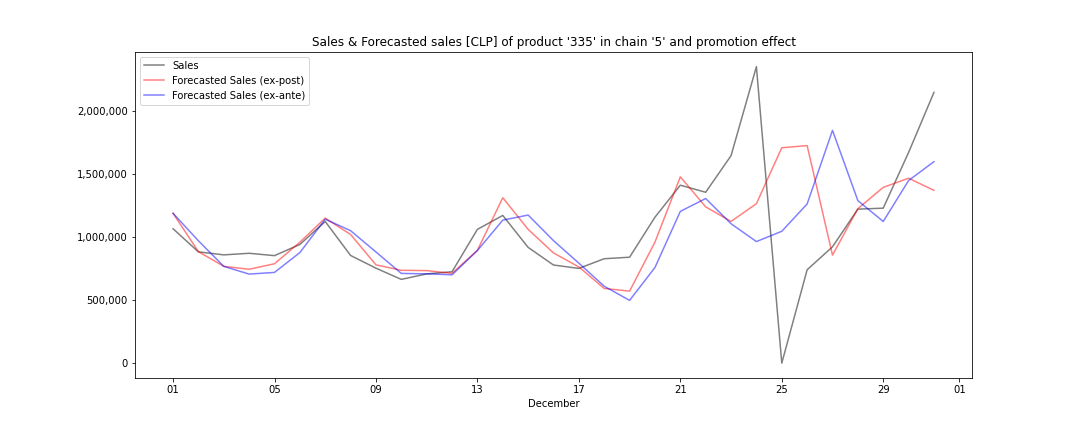 Sales & Forecasted sales [CLP] of product '335' in chain '5' and promotion effect
Sales
Forecasted Sales (ex-post)
Forecasted Sales (ex-ante)
2,000,000
1,500,000
1,000,000
500,000
0
01 05 09 13 17 21 25 29 01
December